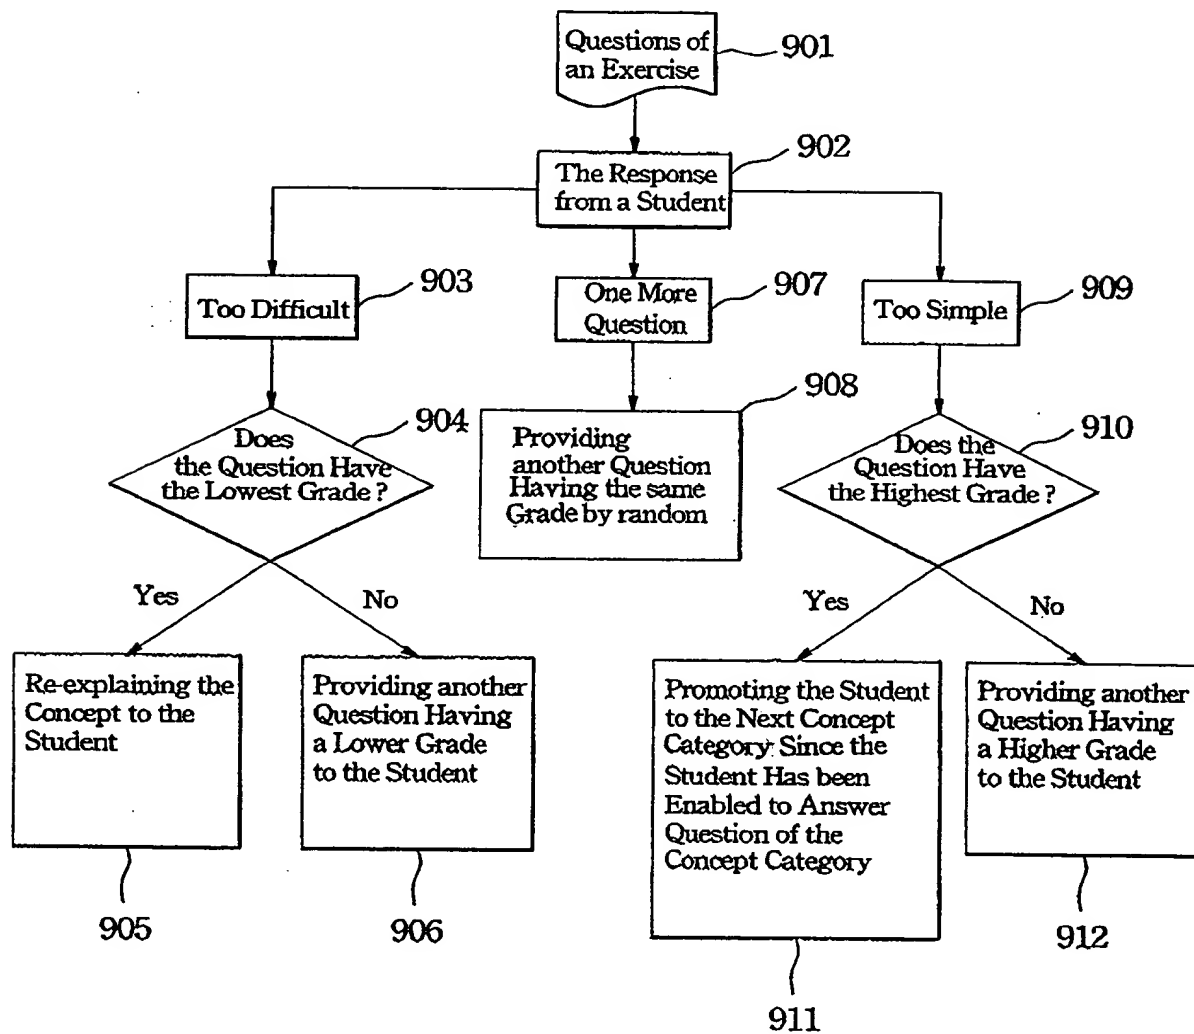 Questions of
an Exercise
901
The Response
from a Student
902
Too Difficult
903
One More
Question
907
Too Simple
909
Does
the Question Have
the Lowest Grade ?
904
Providing
another Question
Having the same
Grade by random
908
Does the
Question Have
the Highest Grade ?
910
Yes
No
Yes
No
Re-explaining the
Concept to the
Student
905
Providing another
Question Having
a Lower Grade
to the Student
906
Promoting the Student
to the Next Concept
Category Since the
Student Has been
Enabled to Answer
Question of the
Concept Category
911
Providing another
Question Having
a Higher Grade
to the Student
912